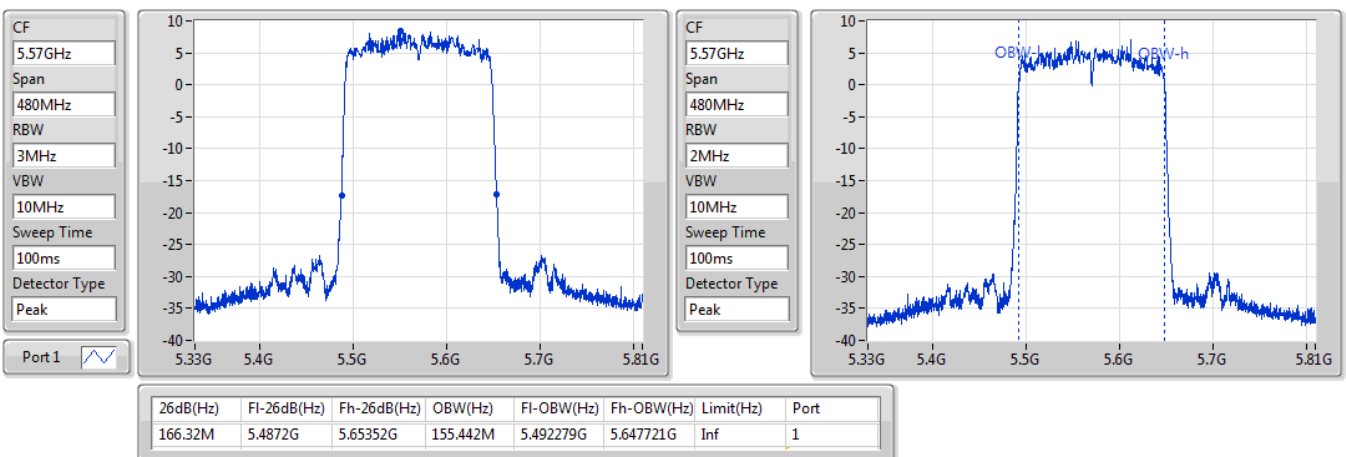 CF
5.57GHz
Span
480MHz
RBW
3MHz
VBW
10MHz
Sweep Time
100ms
Detector Type
Peak
Port 1
10
5
0
-5
-10
-15
-20
-25
-30
-35
-40
5.33G 5.4G 5.5G 5.6G 5.7G 5.81G
CF
5.57GHz
Span
480MHz
RBW
2MHz
VBW
10MHz
Sweep Time
100ms
Detector Type
Peak
10
5
0
-5
-10
-15
-20
-25
-30
-35
-40
OBW-l OBW-h
5.33G 5.4G 5.5G 5.6G 5.7G 5.81G
26dB(Hz) Fl-26dB(Hz) Fh-26dB(Hz) OBW(Hz) Fl-OBW(Hz) Fh-OBW(Hz) Limit(Hz) Port
166.32M 5.4872G 5.65352G 155.442M 5.492279G 5.647721G Inf 1